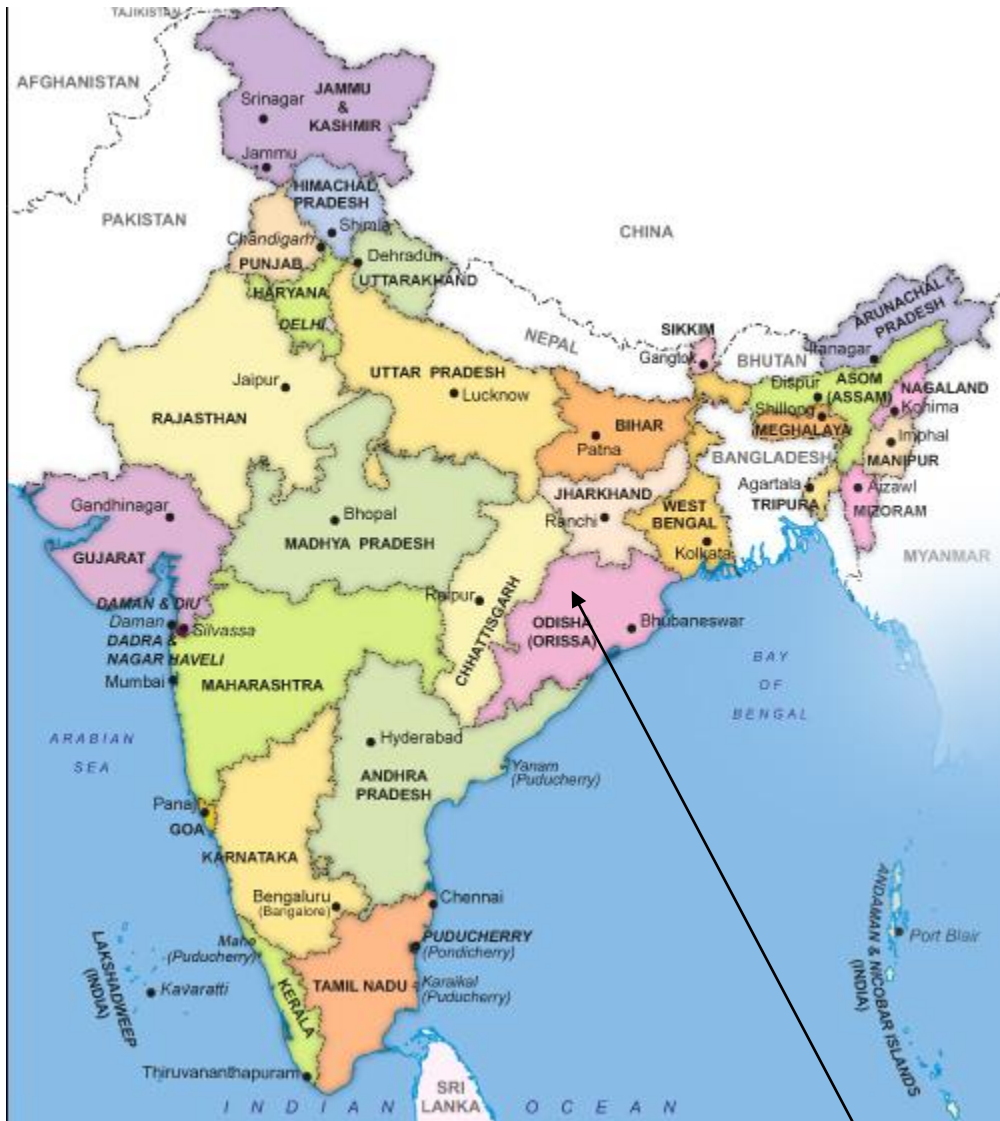 TAJIKISTAN
AFGHANISTAN
JAMMU
&
KASHMIR
Srinagar
Jammu
HIMACHAL
PRADESH
PAKISTAN
Shimla
CHINA
Chandigarh
PUNJAB
Dehradun
UTTARAKHAND
HARYANA
DELHI
ARUNACHAL
PRADESH
SIKKIM
NEPAL
Gangtok
BHUTAN
Itanagar
Jaipur
UTTAR PRADESH
Lucknow
Dispur
ASOM
(ASSAM)
NAGALAND
RAJASTHAN
BIHAR
Shillong
Kohima
MEGHALAYA
Patna
Imphal
BANGLADESH
MANIPUR
Gandhinagar
JHARKHAND
Agartala
Aizawl
Bhopal
Ranchi
WEST
BENGAL
TRIPURA
MIZORAM
MADHYA PRADESH
GUJARAT
Kolkata
MYANMAR
DAMAN & DIU
Raipur
Daman
Silvassa
DADRA &
NAGAR HAVELI
CHHATTISGARH
ODISHA
(ORISSA)
Bhubaneswar
Mumbai
MAHARASHTRA
BAY
OF
BENGAL
ARABIAN
SEA
Hyderabad
Yanam
(Puducherry)
ANDHRA
PRADESH
Panaji
GOA
KARNATAKA
Bengaluru
(Bangalore)
Chennai
Mahe
(Puducherry)
PUDUCHERRY
(Pondicherry)
Port Blair
ANDAMAN & NICOBAR ISLANDS
(INDIA)
LAKSHADWEEP
(INDIA)
Kavaratti
KERALA
TAMIL NADU
Karaikal
(Puducherry)
Thiruvananthapuram
SRI
LANKA
INDIAN OCEAN